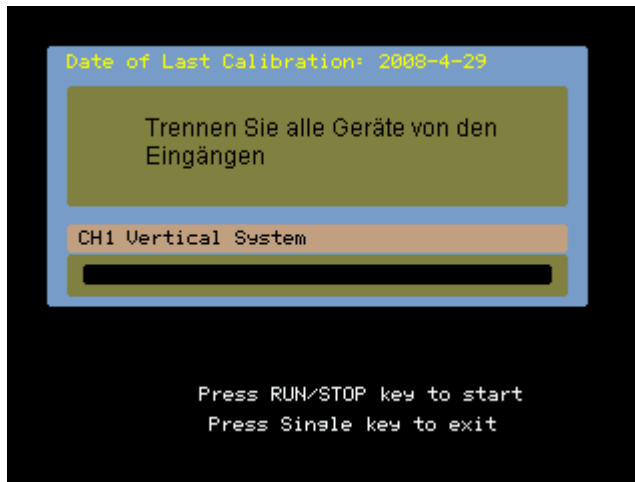 Date of Last Calibration: 2008-4-29
Trennen Sie alle Geräte von den
Eingängen
CH1 Vertical System
Press RUN/STOP key to start
Press Single key to exit